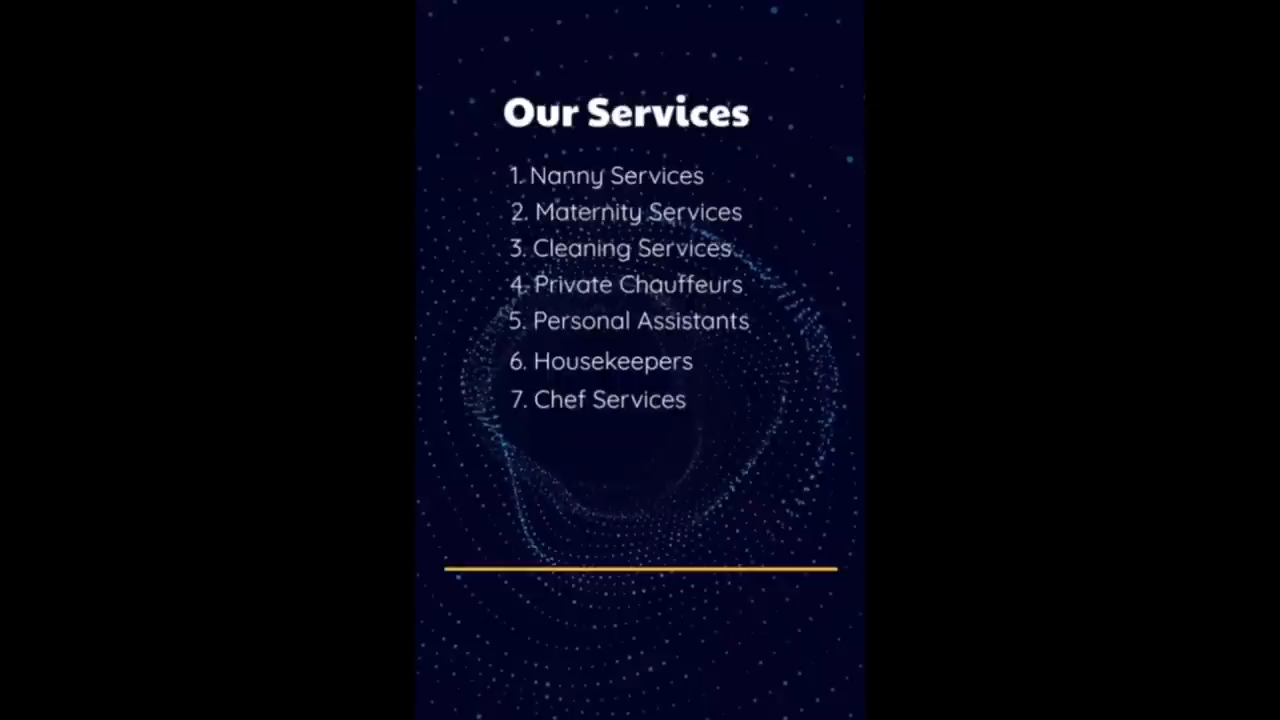 Our Services
1. Nanny Services
2. Maternity Services
3. Cleaning Services
4. Private Chauffeurs
5. Personal Assistants
6. Housekeepers
7. Chef Services